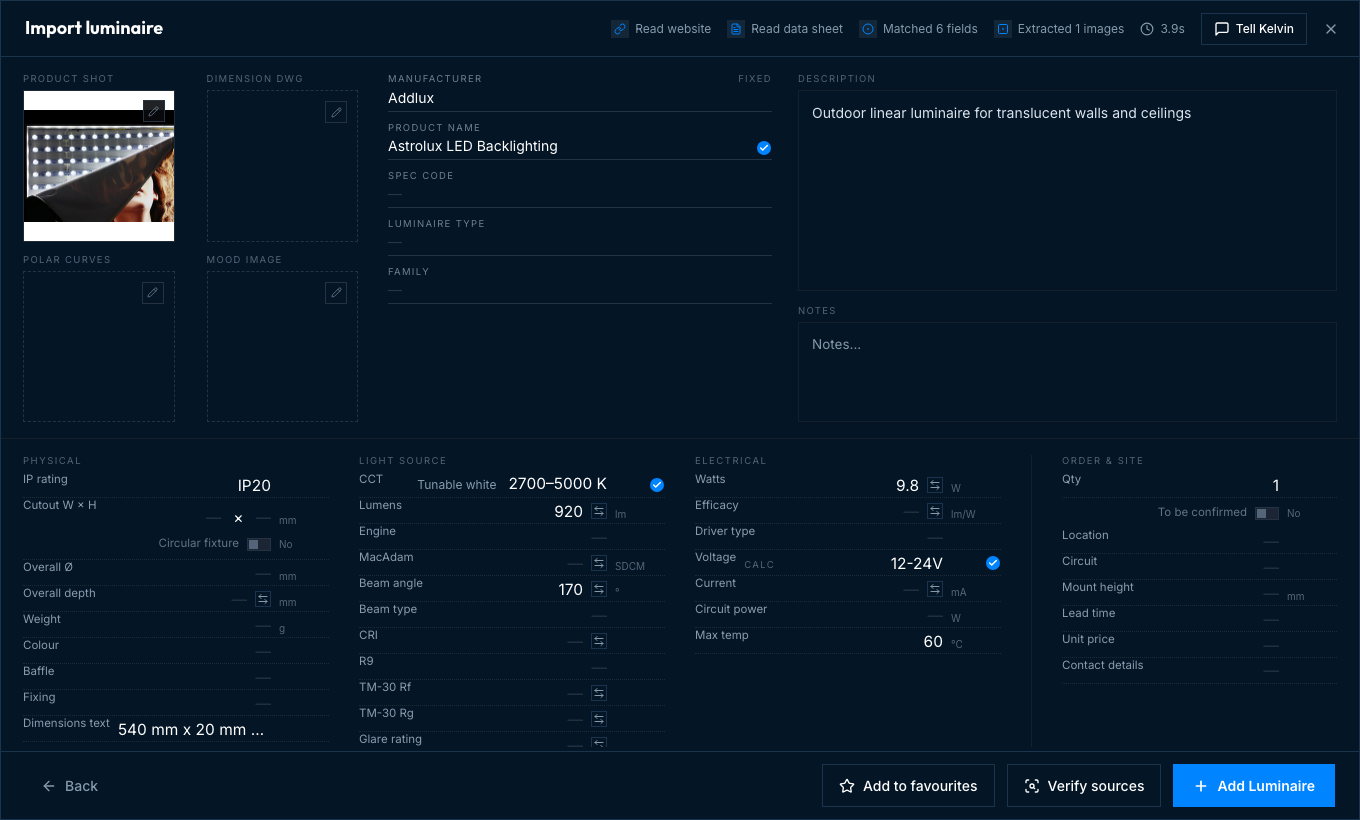 Import luminaire
Read website
Read data sheet
Matched 6 fields
Extracted 1 images
3.9s
Tell Kelvin
PRODUCT SHOT
DIMENSION DWG
POLAR CURVES
MOOD IMAGE
MANUFACTURER
FIXED
Addlux
PRODUCT NAME
Astrolux LED Backlighting
SPEC CODE
—
LUMINAIRE TYPE
—
FAMILY
—
DESCRIPTION
Outdoor linear luminaire for translucent walls and ceilings
NOTES
Notes...
PHYSICAL
IP rating IP20
Cutout W × H
— × — mm
Circular fixture No
Overall Ø — mm
Overall depth — mm
Weight — g
Colour —
Baffle —
Fixing —
Dimensions text 540 mm x 20 mm ...
LIGHT SOURCE
CCT Tunable white 2700–5000 K
Lumens 920 lm
Engine —
MacAdam — SDCM
Beam angle 170 °
Beam type —
CRI —
R9 —
TM-30 Rf —
TM-30 Rg —
Glare rating —
ELECTRICAL
Watts 9.8 W
Efficacy — lm/W
Driver type —
Voltage CALC 12-24V
Current — mA
Circuit power — W
Max temp 60 °C
ORDER & SITE
Qty 1
To be confirmed No
Location —
Circuit —
Mount height — mm
Lead time —
Unit price —
Contact details —
Back
Add to favourites
Verify sources
Add Luminaire